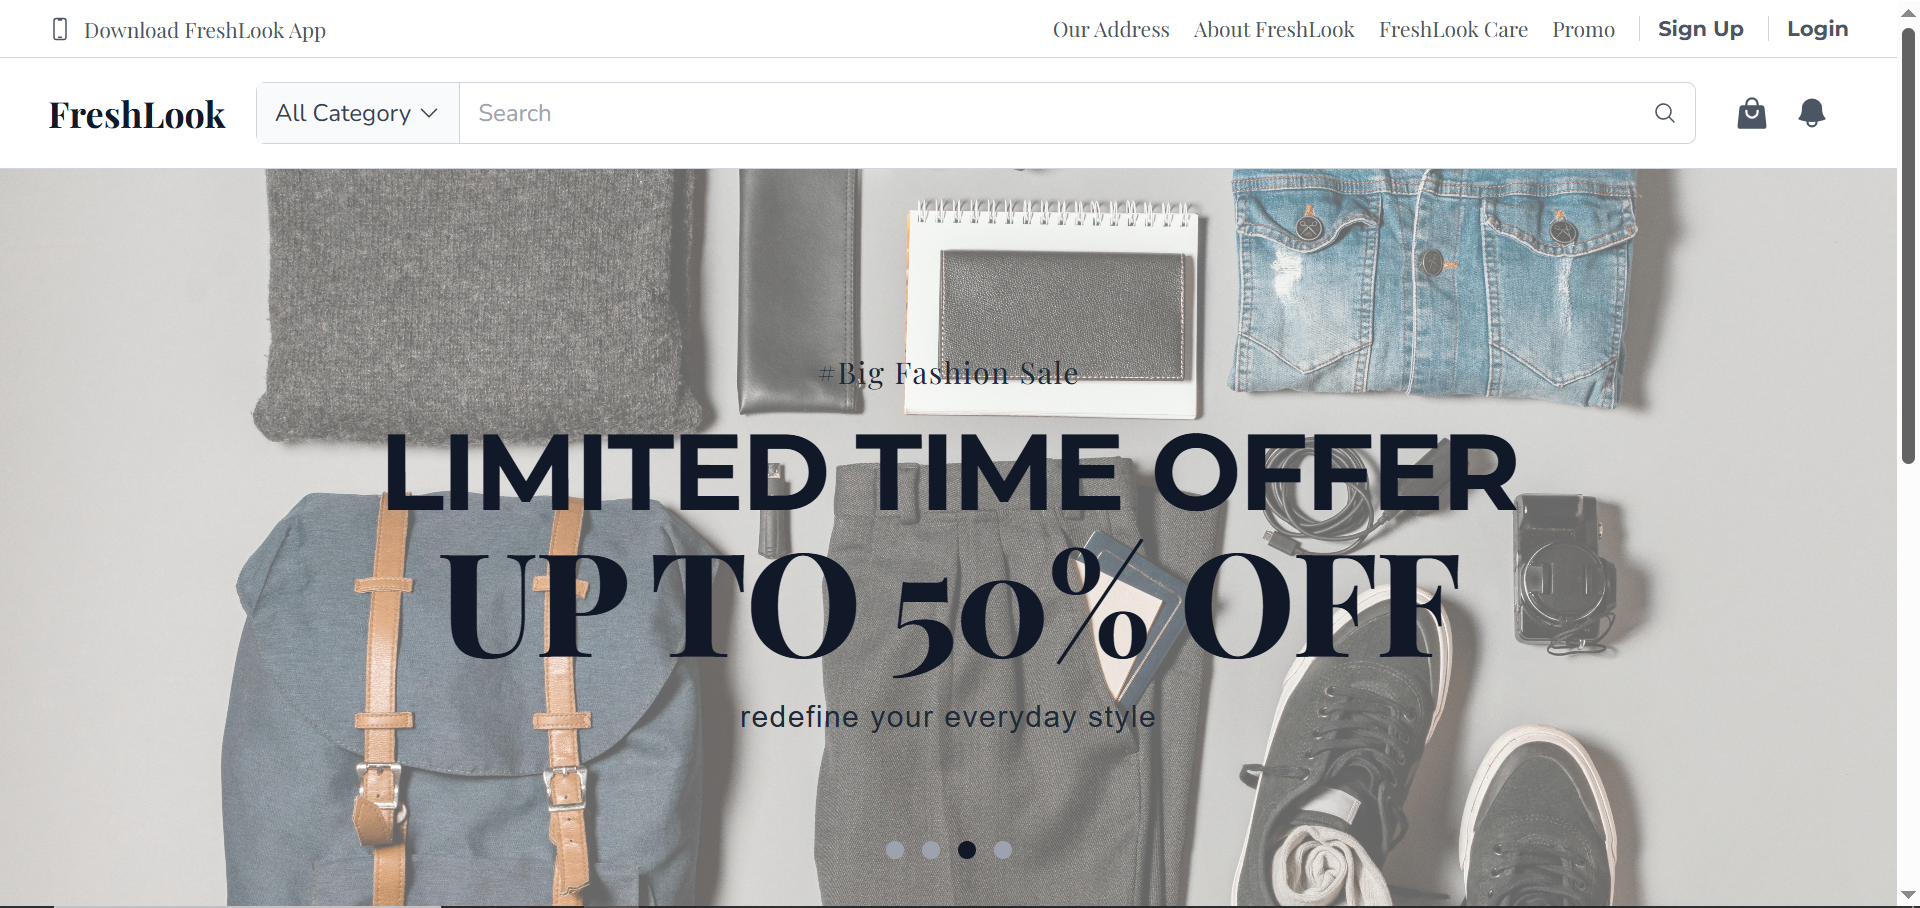 Download FreshLook App
Our Address About FreshLook FreshLook Care Promo Sign Up Login
FreshLook All Category Search
#Big Fashion Sale
LIMITED TIME OFFER
UP TO 50% OFF
redefine your everyday style